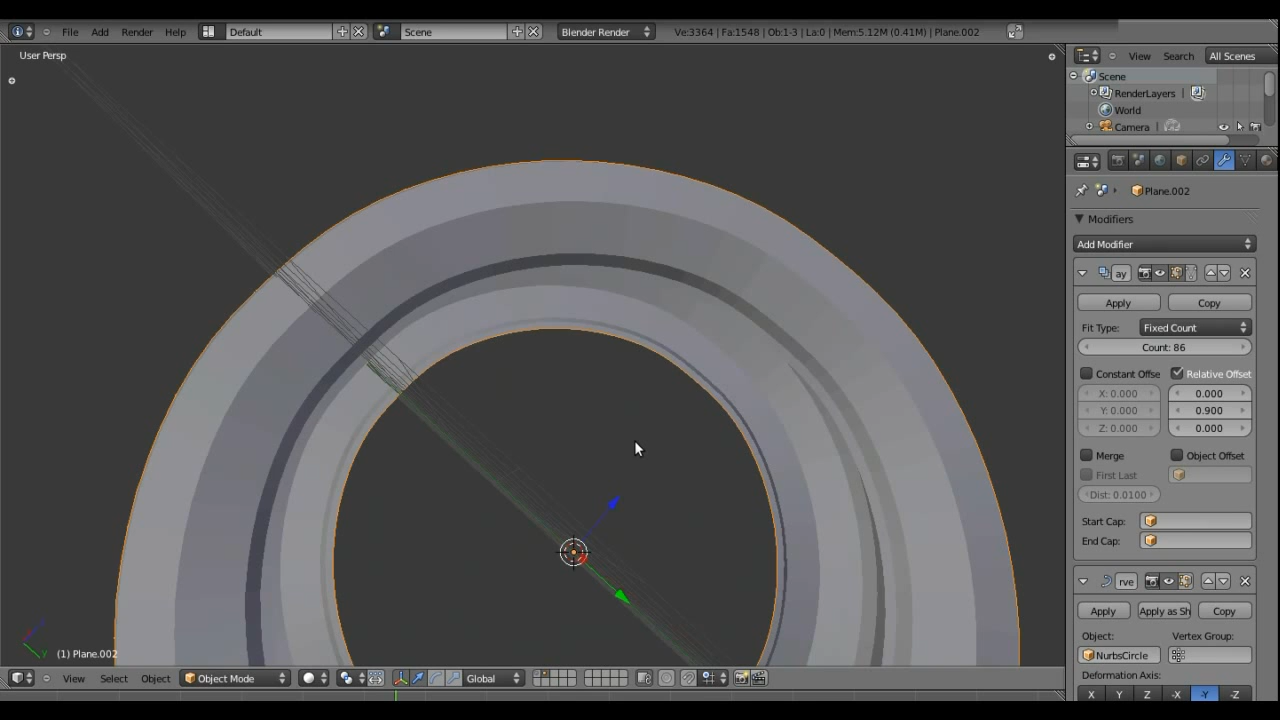 File Add Render Help Default Scene Blender Render Ve:3364 | Fa:1548 | Ob:1-3 | La:0 | Mem:5.12M (0.41M) | Plane.002
User Persp
View Search All Scenes
Scene
RenderLayers |
World
Camera |
Plane.002
Modifiers
Add Modifier
ay
Apply Copy
Fit Type: Fixed Count
Count: 86
Constant Offse Relative Offset
X: 0.000 0.000
Y: 0.000 0.900
Z: 0.000 0.000
Merge Object Offset
First Last
Dist: 0.0100
Start Cap:
End Cap:
rve
Apply Apply as Sh Copy
Object: Vertex Group:
NurbsCircle
Deformation Axis:
X Y Z -X -Y -Z
(1) Plane.002
View Select Object Object Mode Global